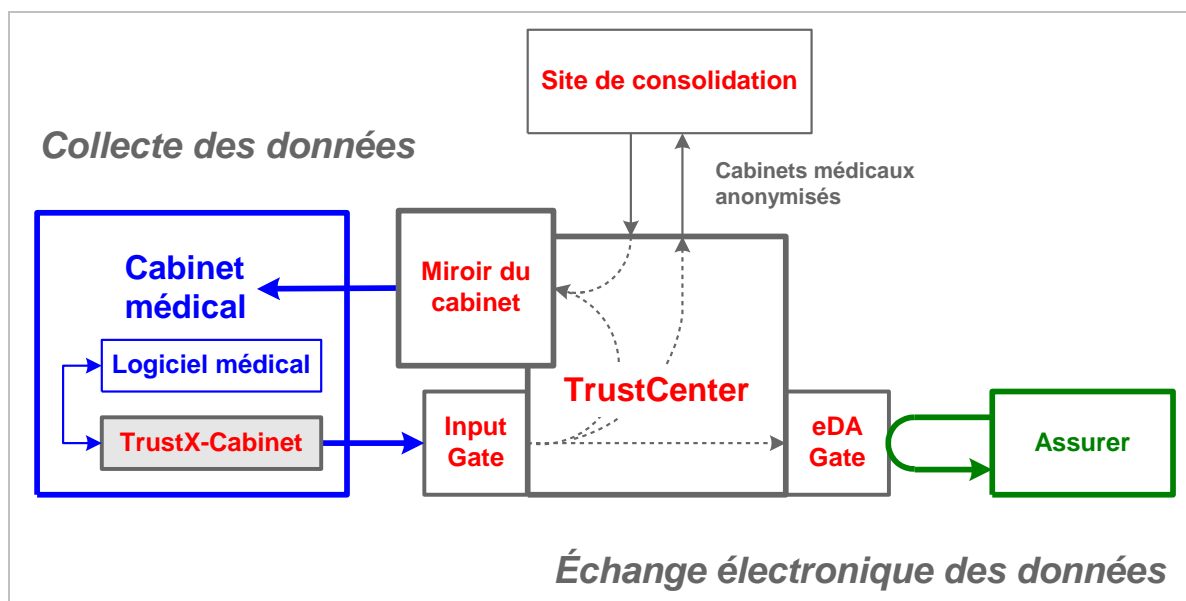 Site de consolidation
Collecte des données
Cabinets médicaux
anonymisés
Cabinet
médical
Miroir du
cabinet
Logiciel médical
TrustCenter
TrustX-Cabinet
Input
Gate
eDA
Gate
Assurer
Échange électronique des données